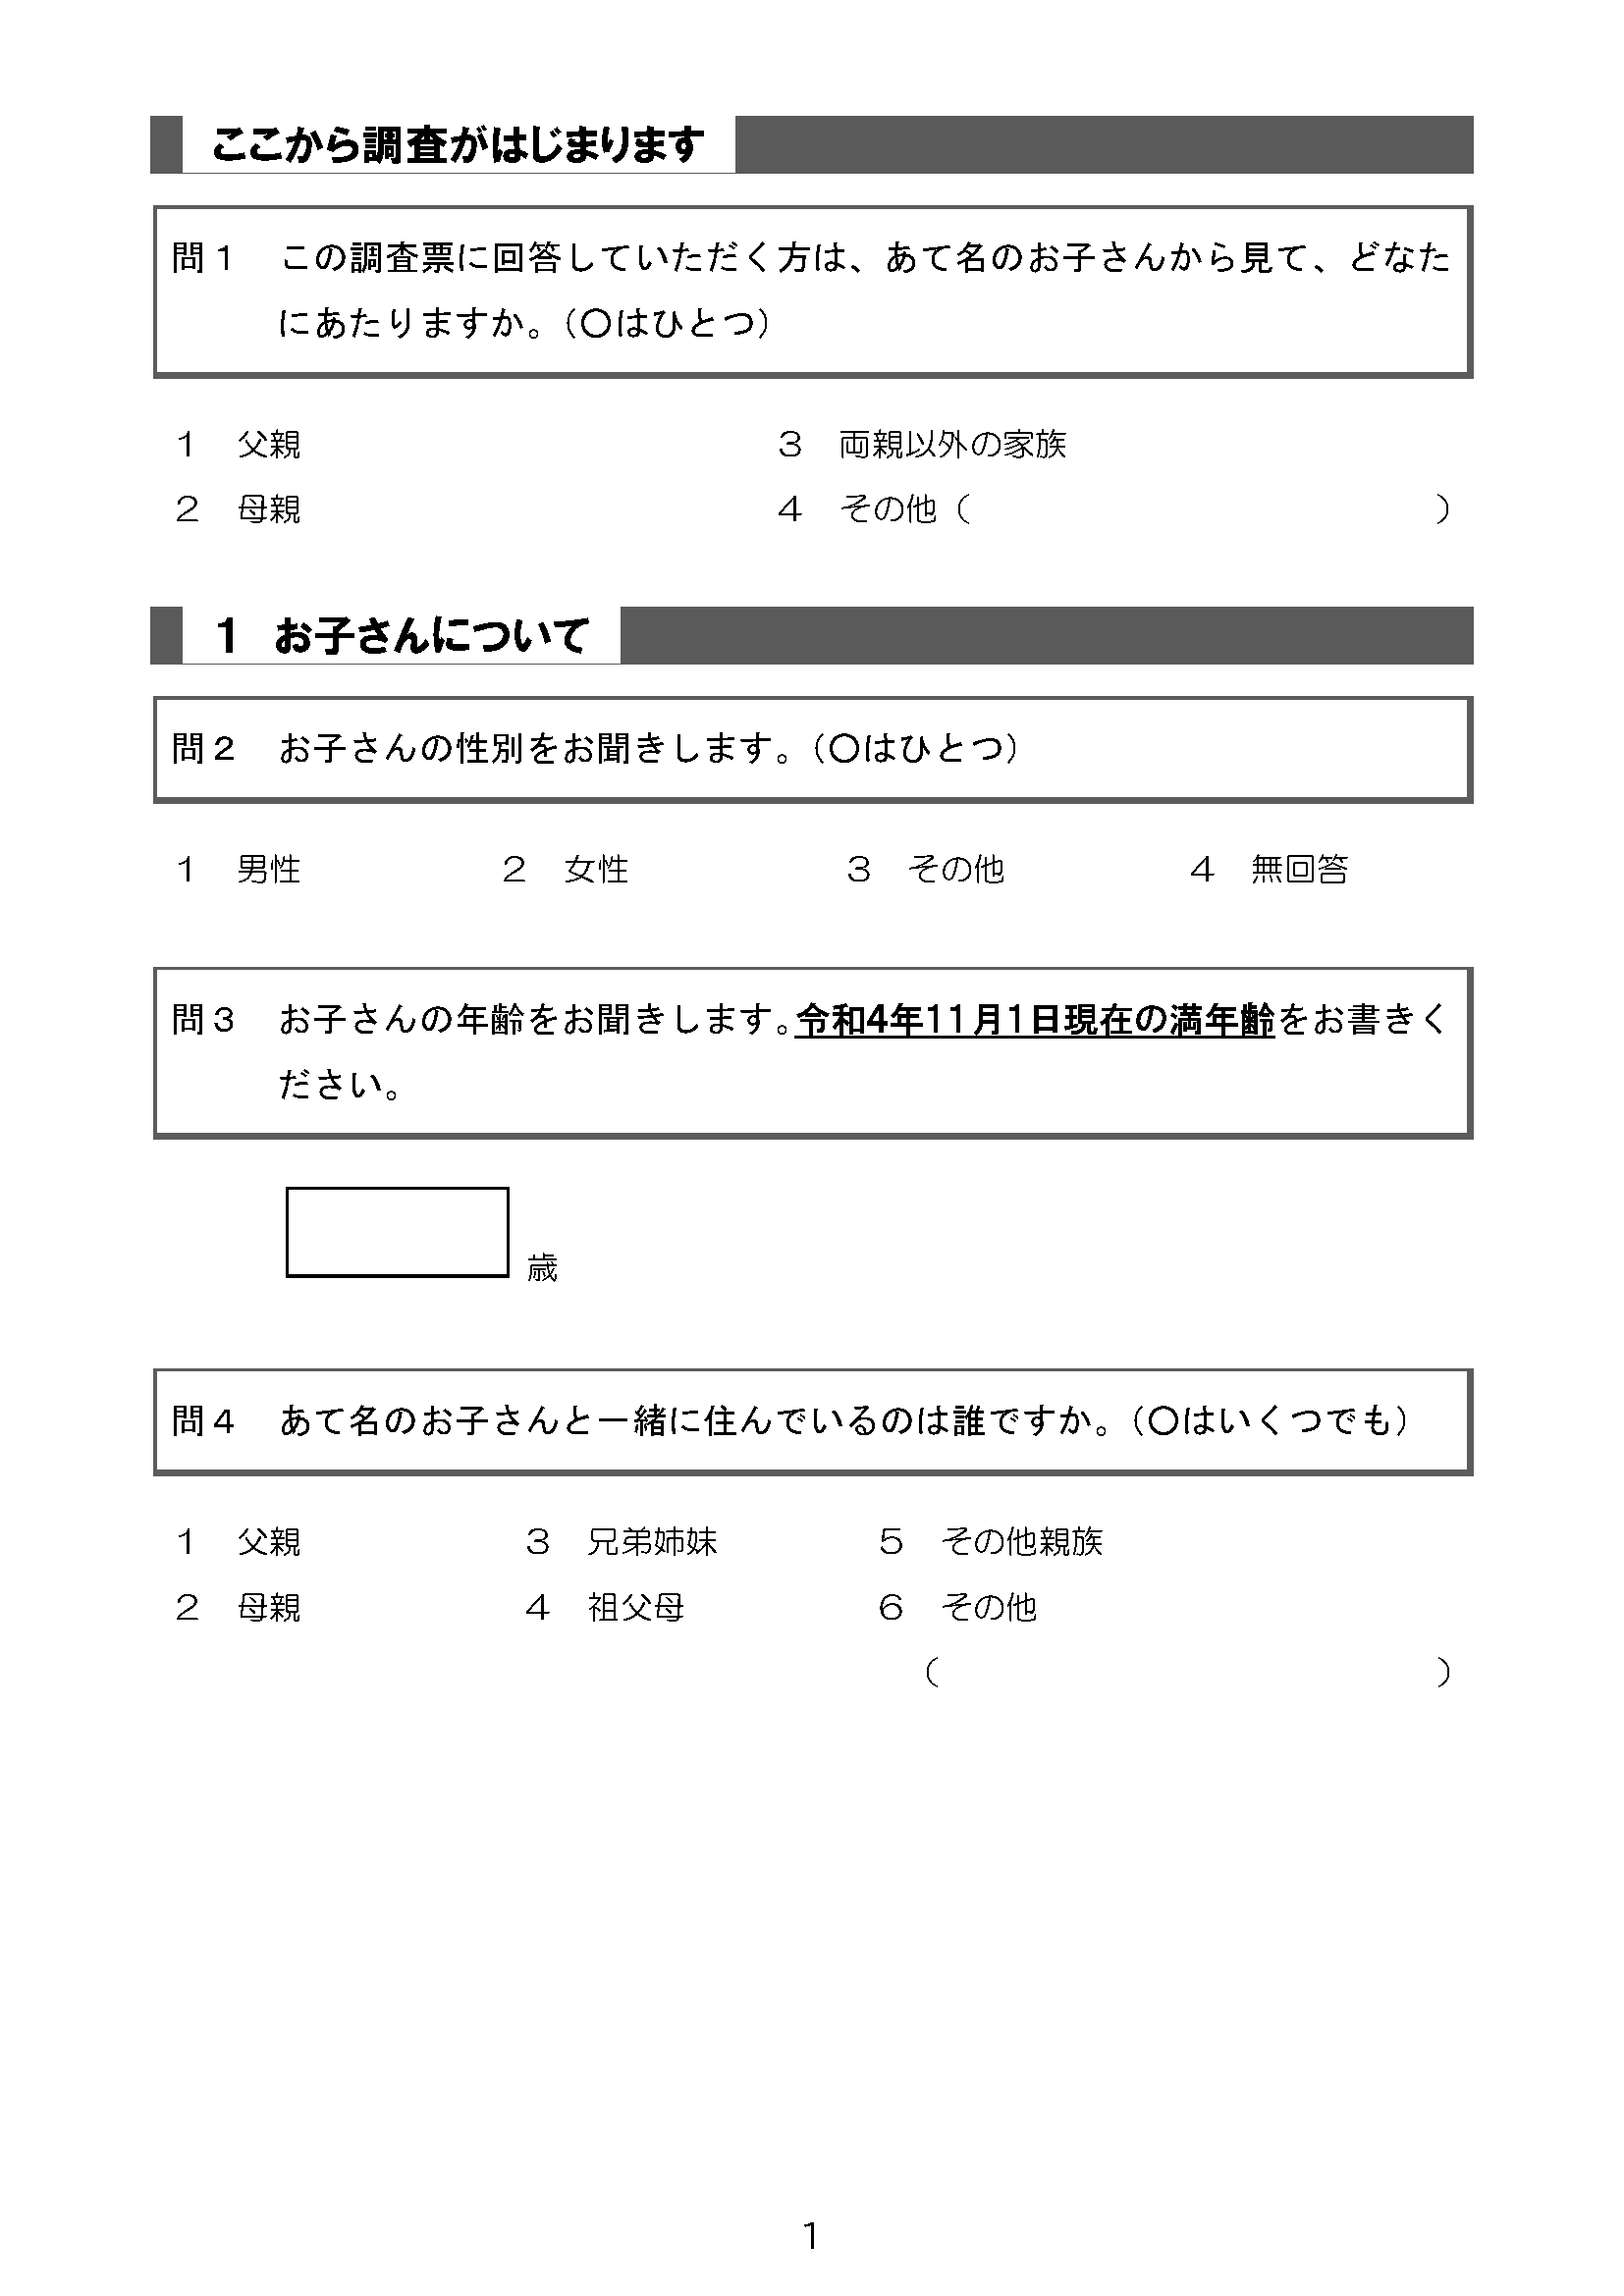 ここから調査がはじまります
問１　この調査票に回答していただく方は、あて名のお子さんから見て、どなた
にあたりますか。（〇はひとつ）
１　父親　３　両親以外の家族
２　母親　４　その他（　　　）
１　お子さんについて
問２　お子さんの性別をお聞きします。（〇はひとつ）
１　男性　２　女性　３　その他　４　無回答
問３　お子さんの年齢をお聞きします。令和4年11月1日現在の満年齢をお書きく
ださい。
歳
問４　あて名のお子さんと一緒に住んでいるのは誰ですか。（〇はいくつでも）
１　父親　３　兄弟姉妹　５　その他親族
２　母親　４　祖父母　６　その他
（　　　）
1